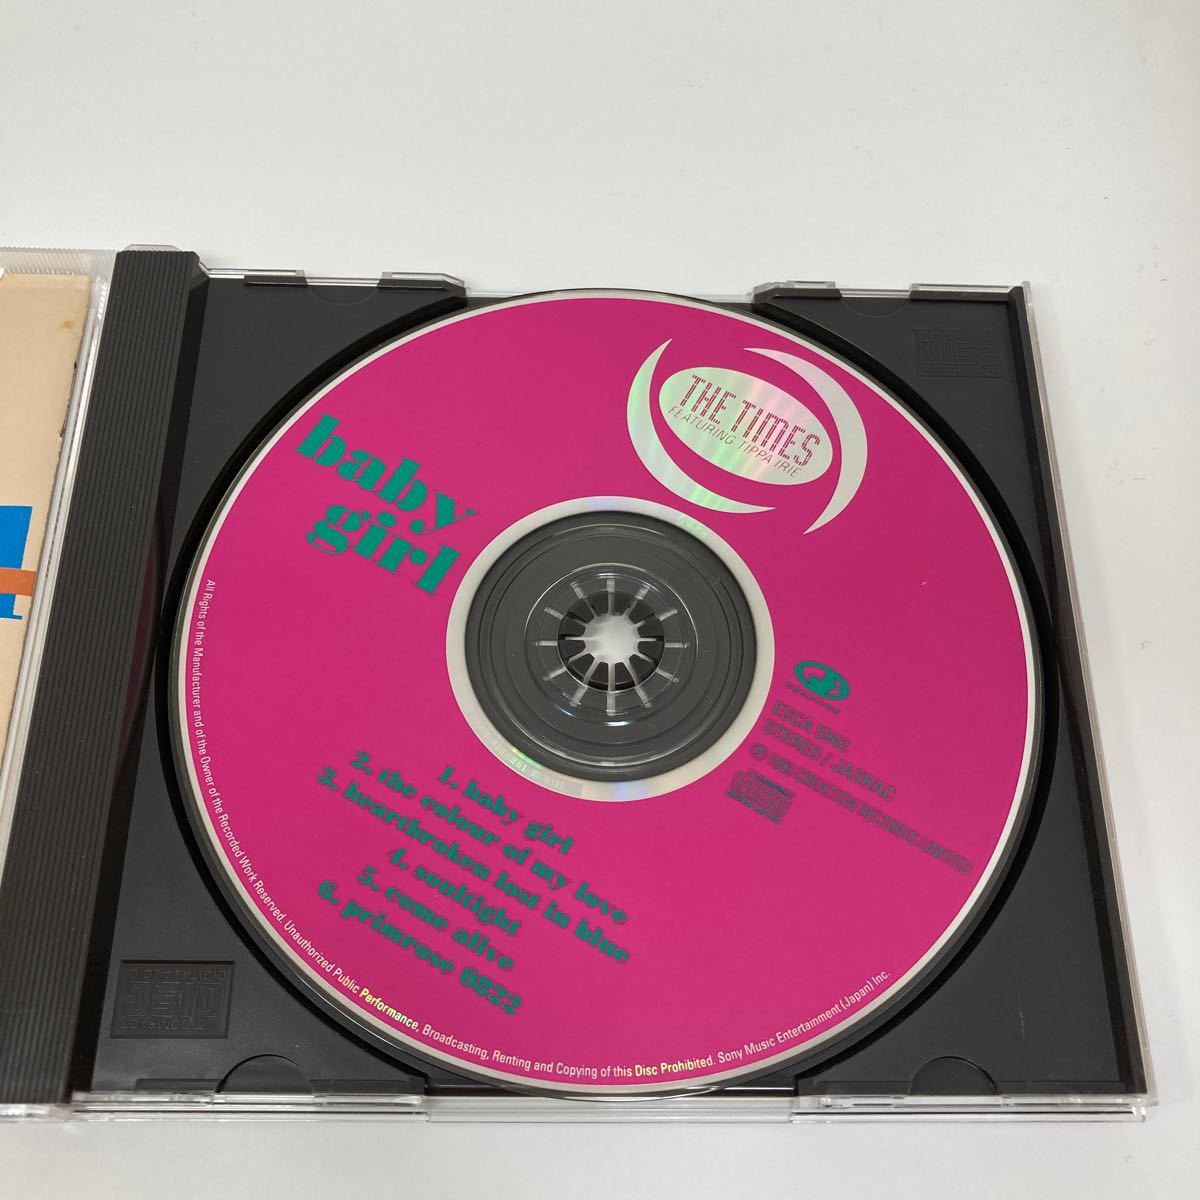 THE TIMES
FEATURING TIPPA IRIE
baby
girl
creation
STEREO / JASRAC
CREATION RECORDS LIMITED
1. baby girl
2. the colour of my love
3. heartbroken lost in blue
4. soultight
5. come alive
6. primrose 0822
All Rights of the Manufacturer and of the Owner of the Recorded Work Reserved. Unauthorized Public Performance, Broadcasting, Renting and Copying of this Disc Prohibited. Sony Music Entertainment (Japan) Inc.
COMPACT
disc
DIGITAL AUDIO